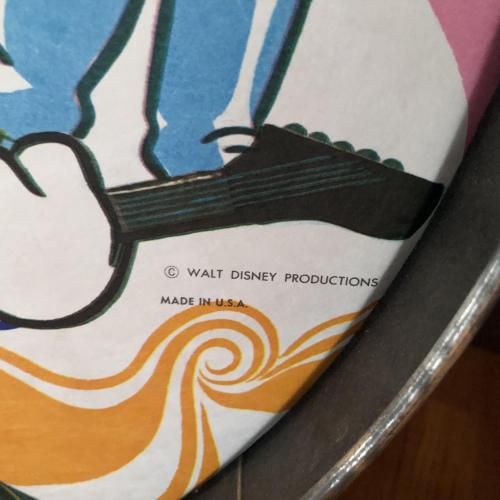 © WALT DISNEY PRODUCTIONS
MADE IN U.S.A.